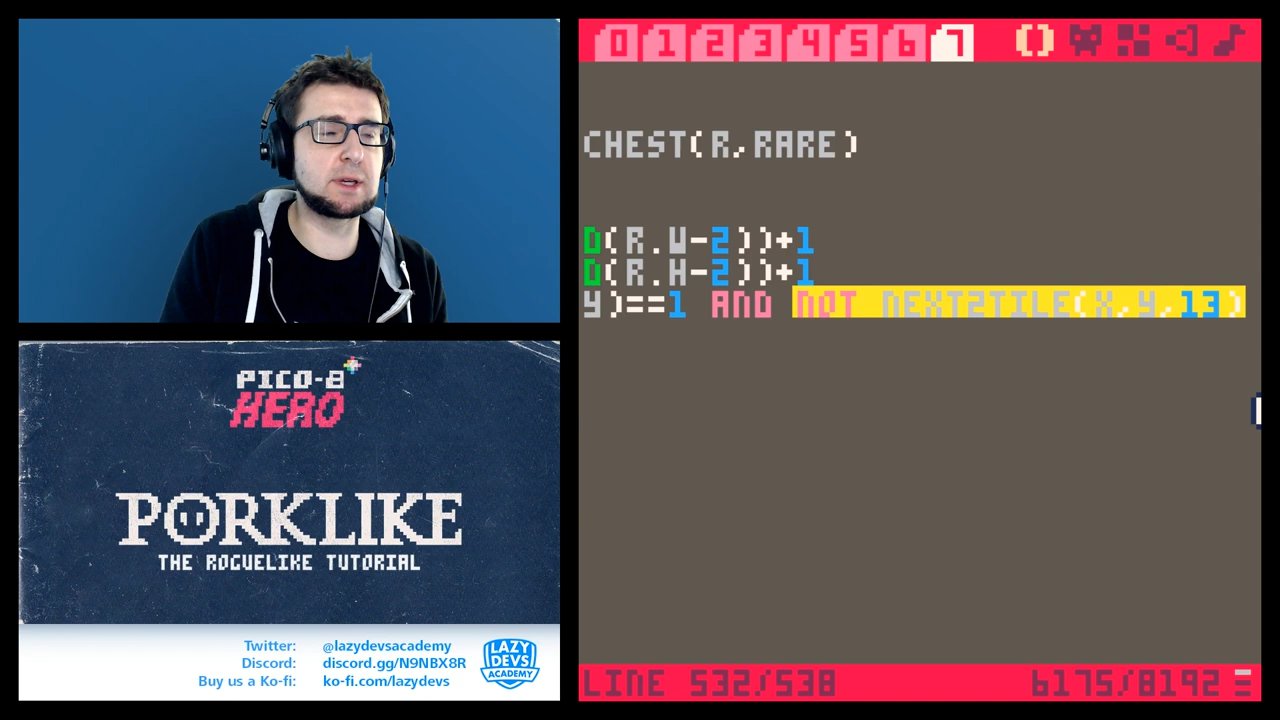 0 1 2 3 4 5 6 7
CHEST(R,RARE)
D(R.W-2))+1
D(R.H-2))+1
Y)==1 AND NOT NEXT2TILE(X,Y,13)
LINE 532/538
6175/8192
PICO-8
HERO
PORKLIKE
THE ROGUELIKE TUTORIAL
Twitter: @lazydevsacademy
Discord: discord.gg/N9NBX8R
Buy us a Ko-fi: ko-fi.com/lazydevs
LAZY
DEVS
ACADEMY